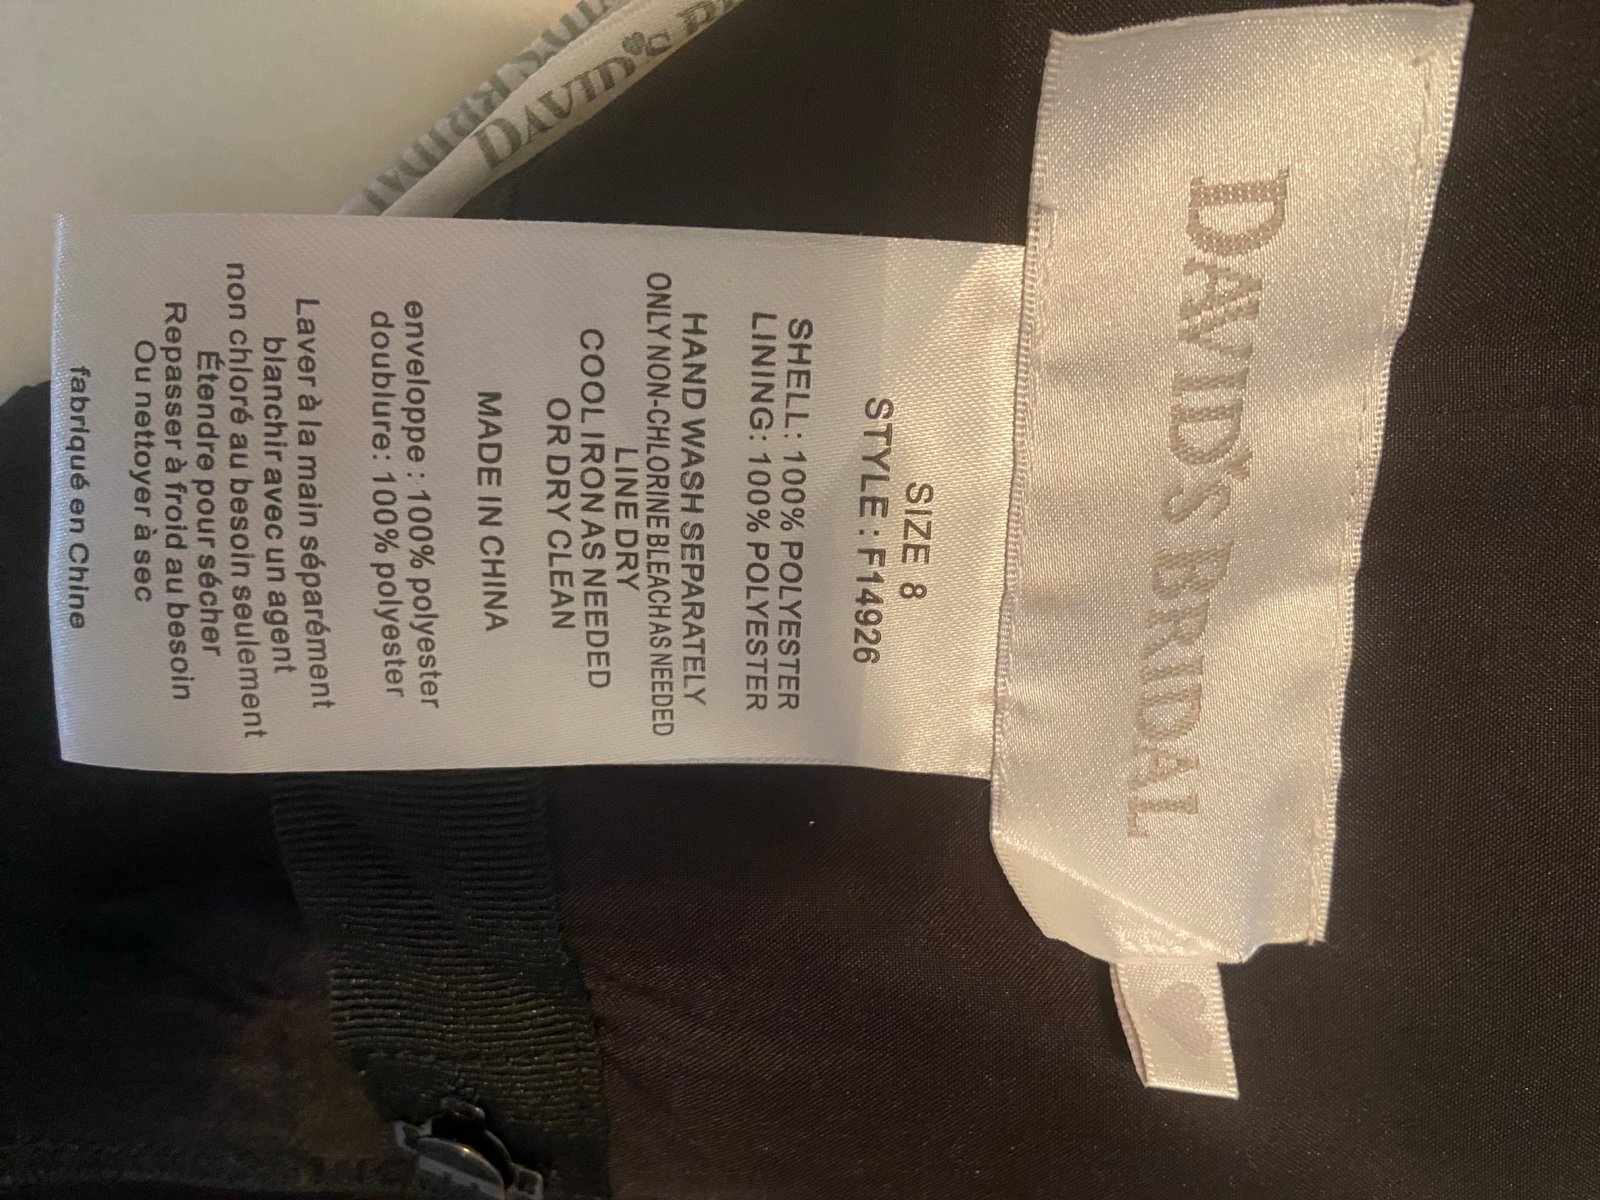 DAVID'S BRIDAL
SIZE 8
STYLE : F14926
SHELL : 100% POLYESTER
LINING: 100% POLYESTER
HAND WASH SEPARATELY
ONLY NON-CHLORINE BLEACH AS NEEDED
LINE DRY
COOL IRON AS NEEDED
OR DRY CLEAN
MADE IN CHINA
enveloppe : 100% polyester
doublure : 100% polyester
Laver à la main séparément
blanchir avec un agent
non chloré au besoin seulement
Étendre pour sécher
Repasser à froid au besoin
Ou nettoyer à sec
fabriqué en Chine
DAVID'S